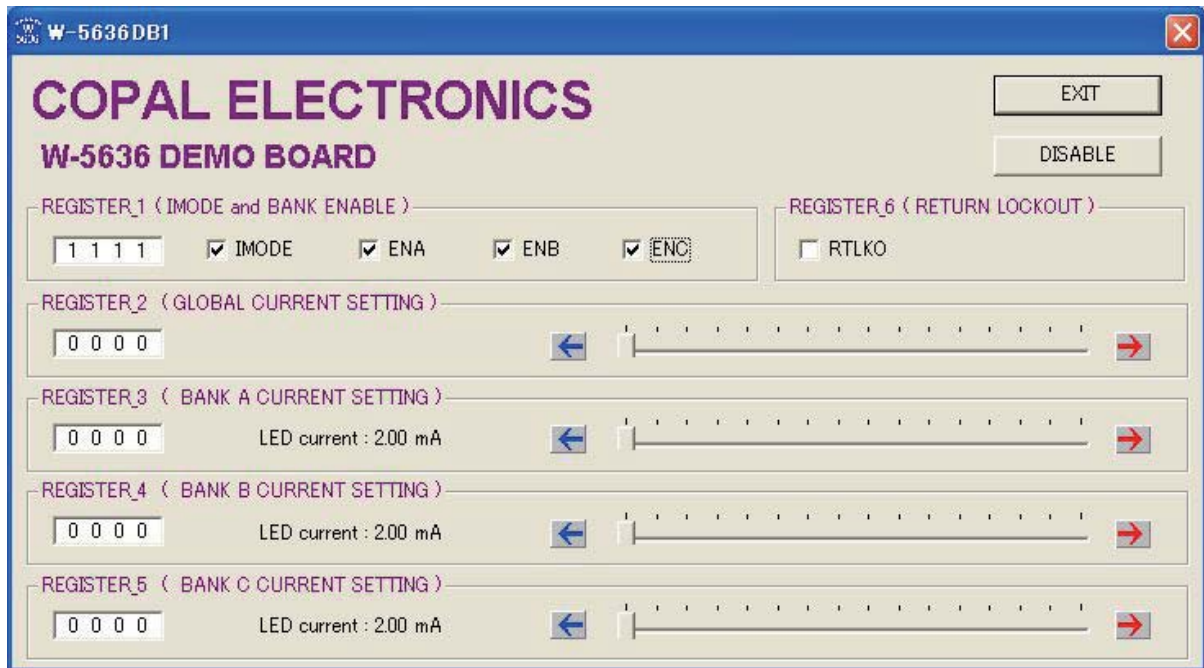 W-5636DB1
COPAL ELECTRONICS
EXIT
W-5636 DEMO BOARD
DISABLE
REGISTER_1 ( IMODE and BANK ENABLE )
1 1 1 1 IMODE ENA ENB ENC
REGISTER_6 ( RETURN LOCKOUT )
RTLKO
REGISTER_2 ( GLOBAL CURRENT SETTING )
0 0 0 0
REGISTER_3 ( BANK A CURRENT SETTING )
0 0 0 0 LED current : 2.00 mA
REGISTER_4 ( BANK B CURRENT SETTING )
0 0 0 0 LED current : 2.00 mA
REGISTER_5 ( BANK C CURRENT SETTING )
0 0 0 0 LED current : 2.00 mA